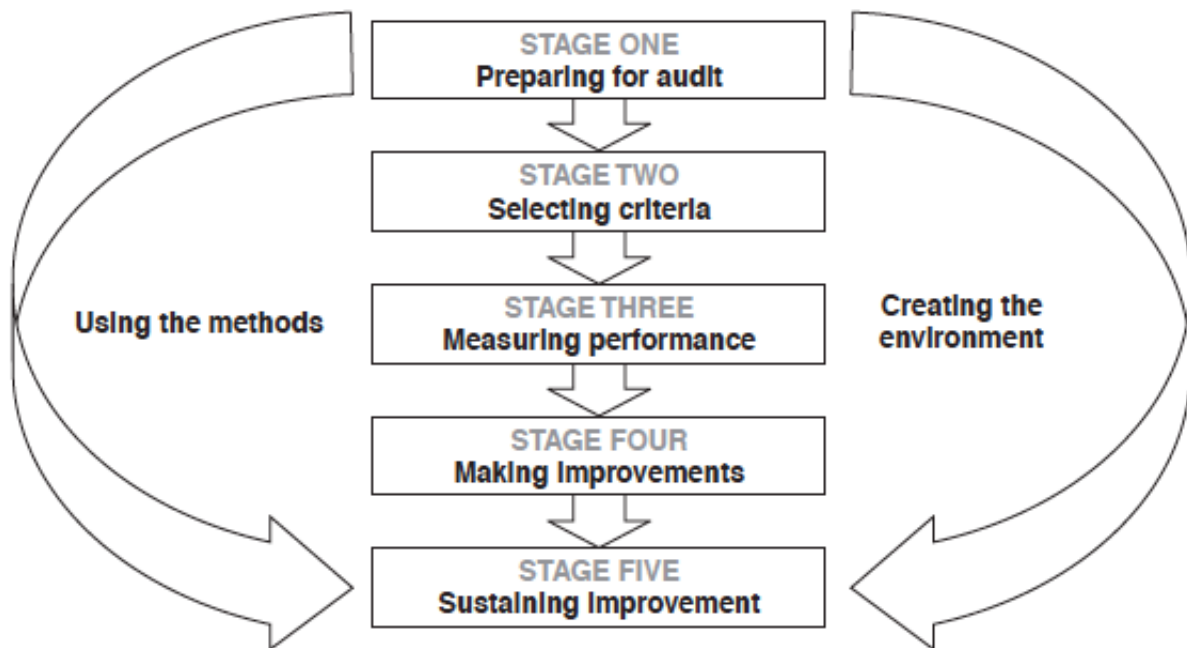 STAGE ONE
Preparing for audit
STAGE TWO
Selecting criteria
Using the methods
STAGE THREE
Measuring performance
Creating the
environment
STAGE FOUR
Making Improvements
STAGE FIVE
Sustaining Improvement